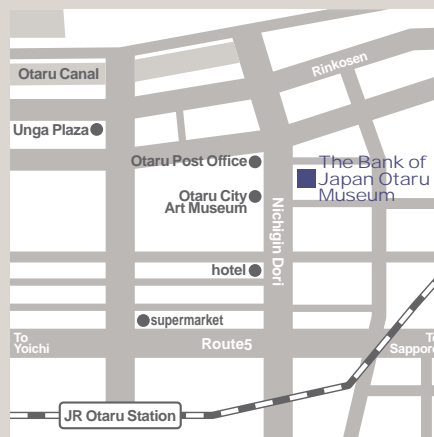 Otaru Canal
Rinkosen
Unga Plaza
Otaru Post Office
The Bank of
Japan Otaru
Museum
Otaru City
Art Museum
Nichigin Dori
hotel
supermarket
To
Yoichi
Route5
To
Sapporo
JR Otaru Station